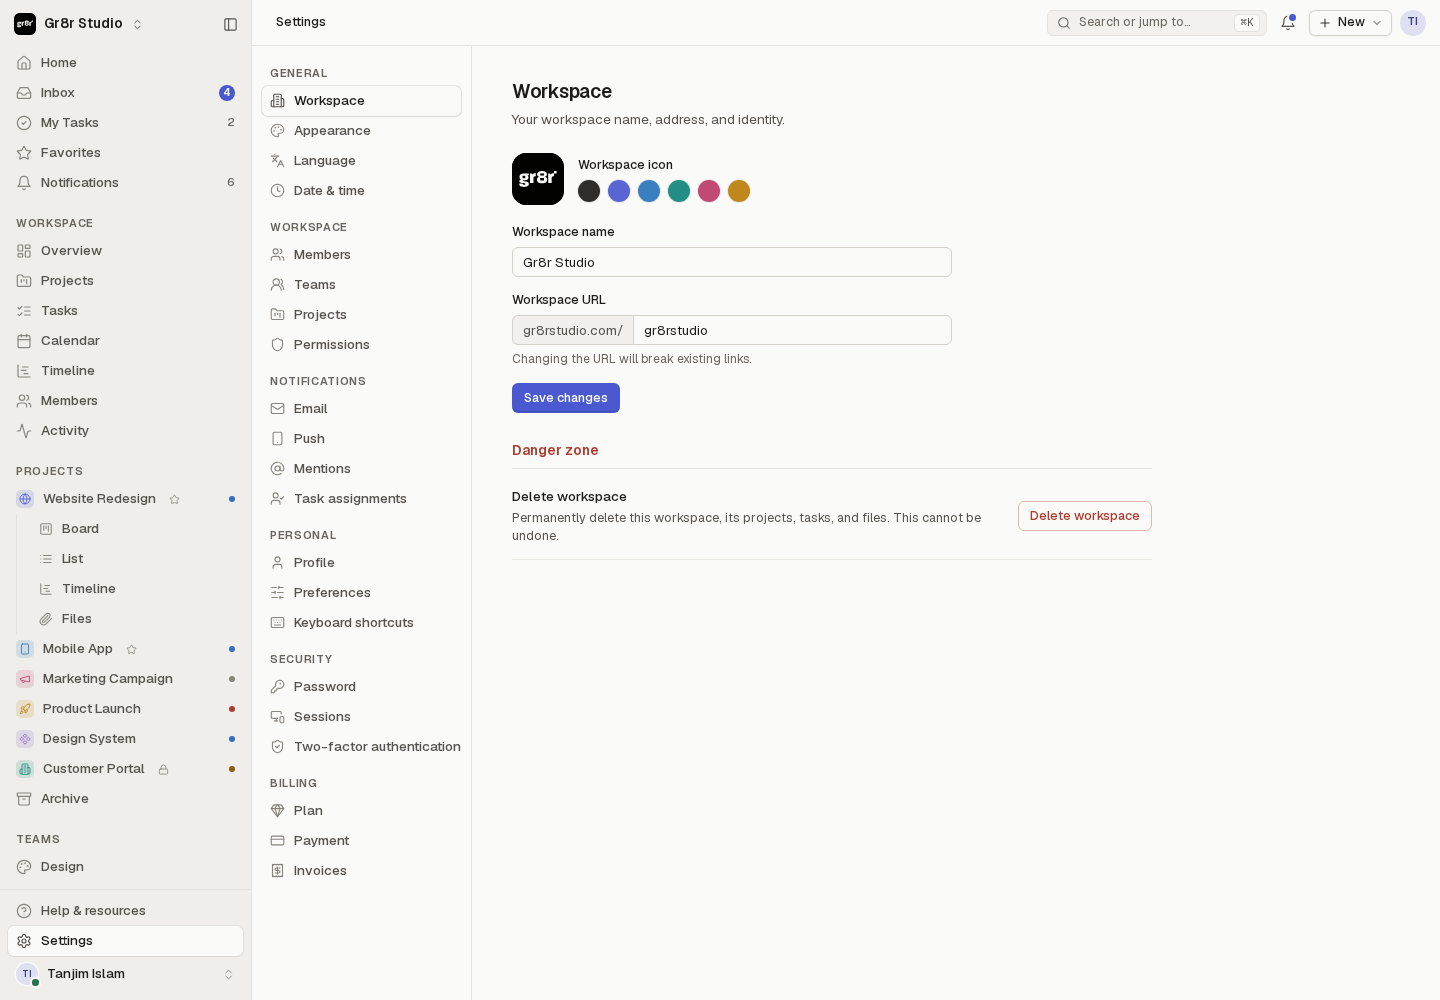 gr8r Gr8r Studio
Home
Inbox 4
My Tasks 2
Favorites
Notifications 6
WORKSPACE
Overview
Projects
Tasks
Calendar
Timeline
Members
Activity
PROJECTS
Website Redesign
Board
List
Timeline
Files
Mobile App
Marketing Campaign
Product Launch
Design System
Customer Portal
Archive
TEAMS
Design
Help & resources
Settings
TI Tanjim Islam
Settings
Search or jump to... ⌘K
New
TI
GENERAL
Workspace
Appearance
Language
Date & time
WORKSPACE
Members
Teams
Projects
Permissions
NOTIFICATIONS
Email
Push
Mentions
Task assignments
PERSONAL
Profile
Preferences
Keyboard shortcuts
SECURITY
Password
Sessions
Two-factor authentication
BILLING
Plan
Payment
Invoices
Workspace
Your workspace name, address, and identity.
gr8r
Workspace icon
Workspace name
Gr8r Studio
Workspace URL
gr8rstudio.com/ gr8rstudio
Changing the URL will break existing links.
Save changes
Danger zone
Delete workspace
Permanently delete this workspace, its projects, tasks, and files. This cannot be
undone.
Delete workspace